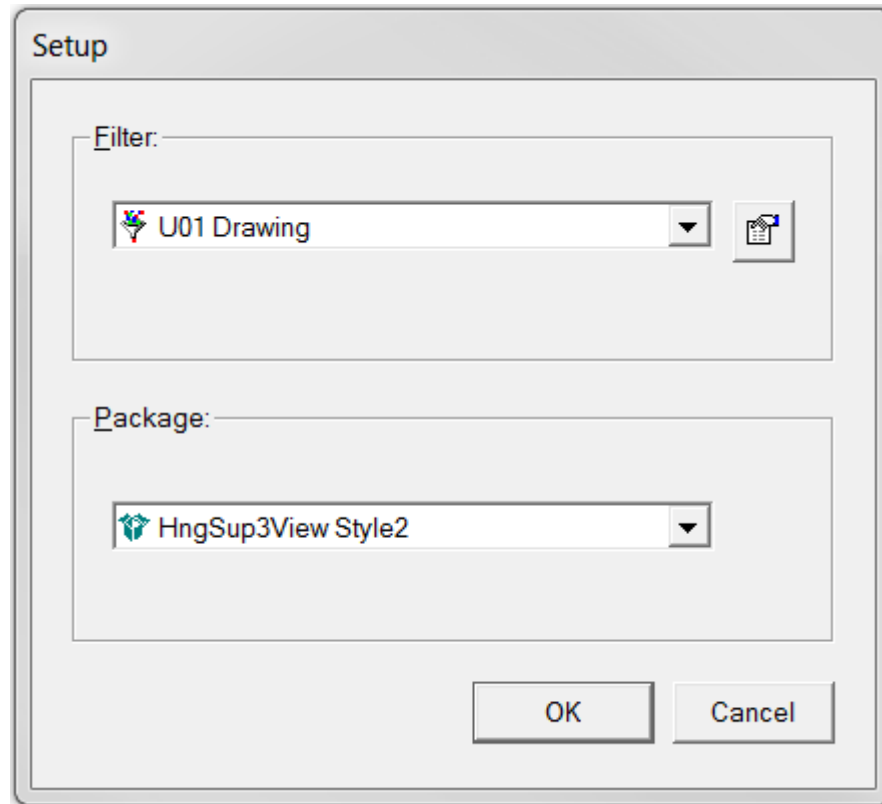 Setup
Filter:
U01 Drawing
Package:
HngSup3View Style2
OK
Cancel